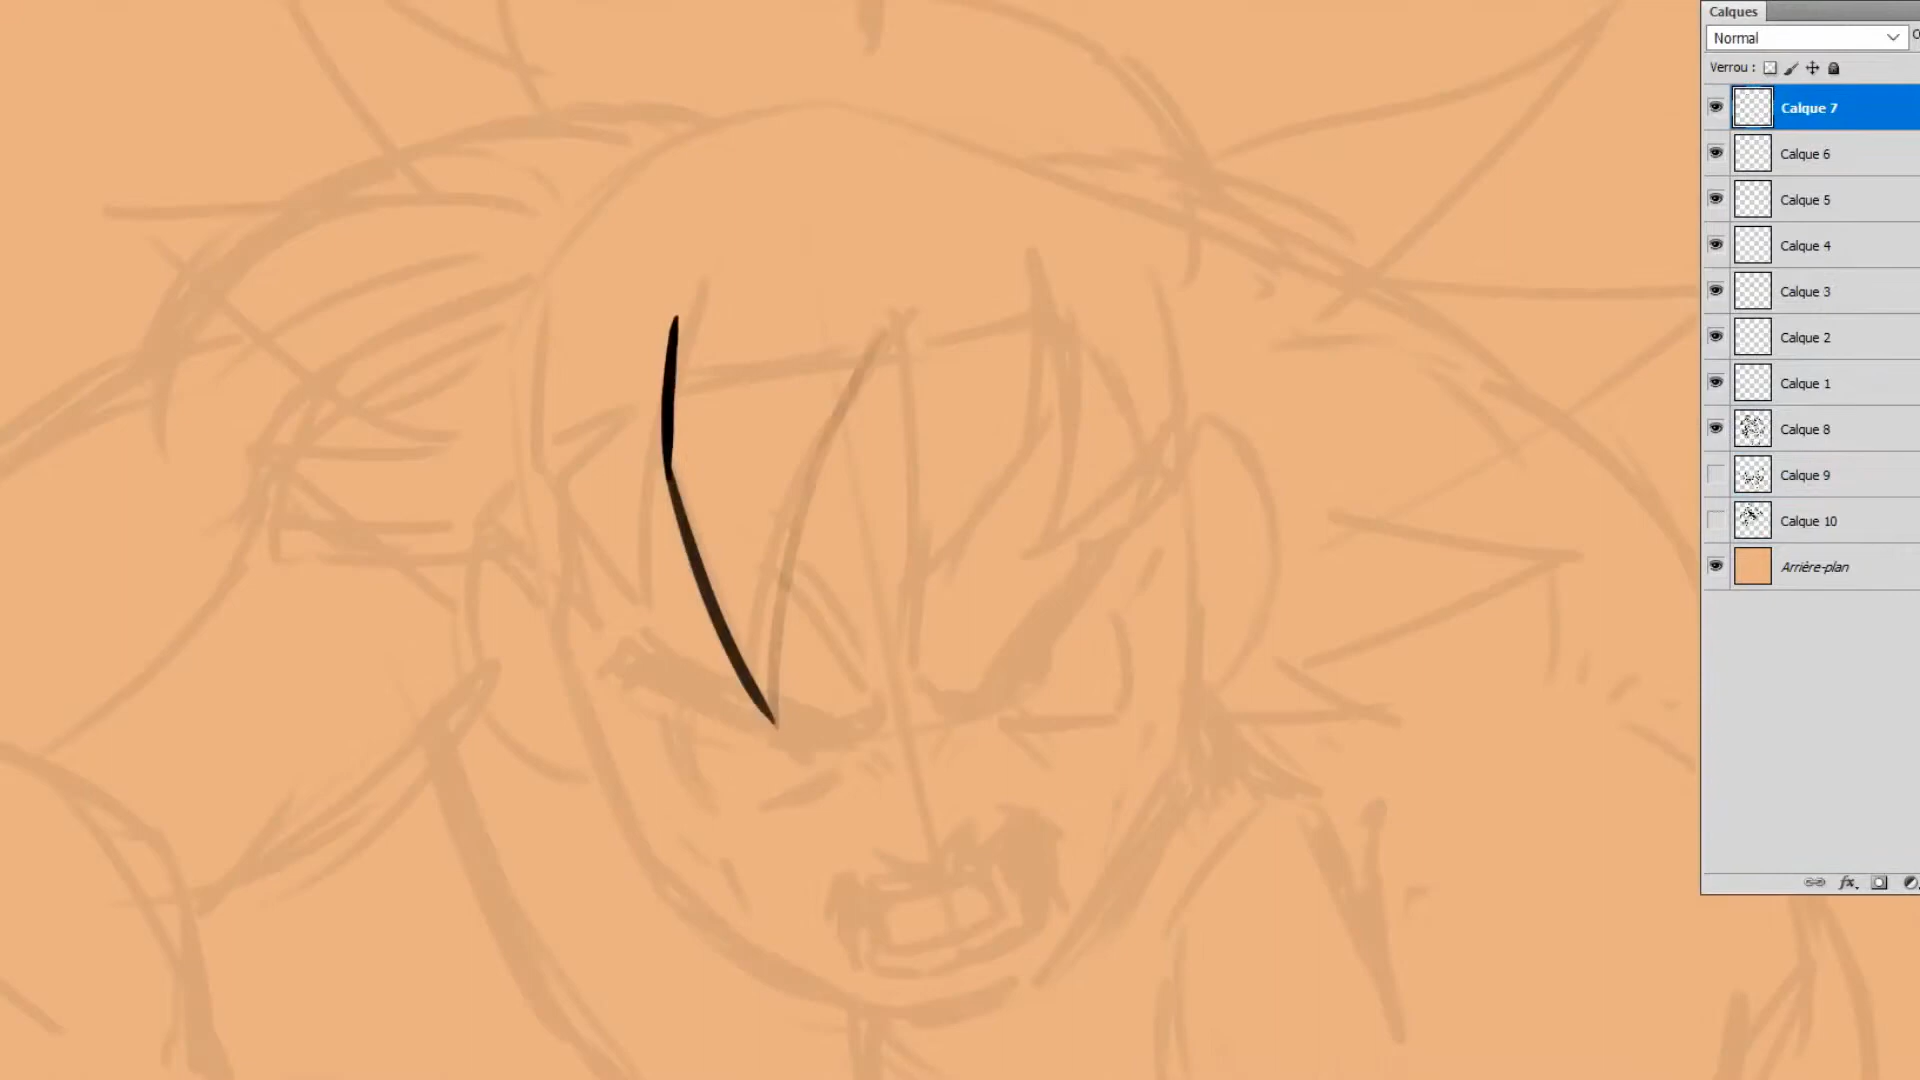 Calques
Normal
Verrou :
Calque 7
Calque 6
Calque 5
Calque 4
Calque 3
Calque 2
Calque 1
Calque 8
Calque 9
Calque 10
Arrière-plan
fx